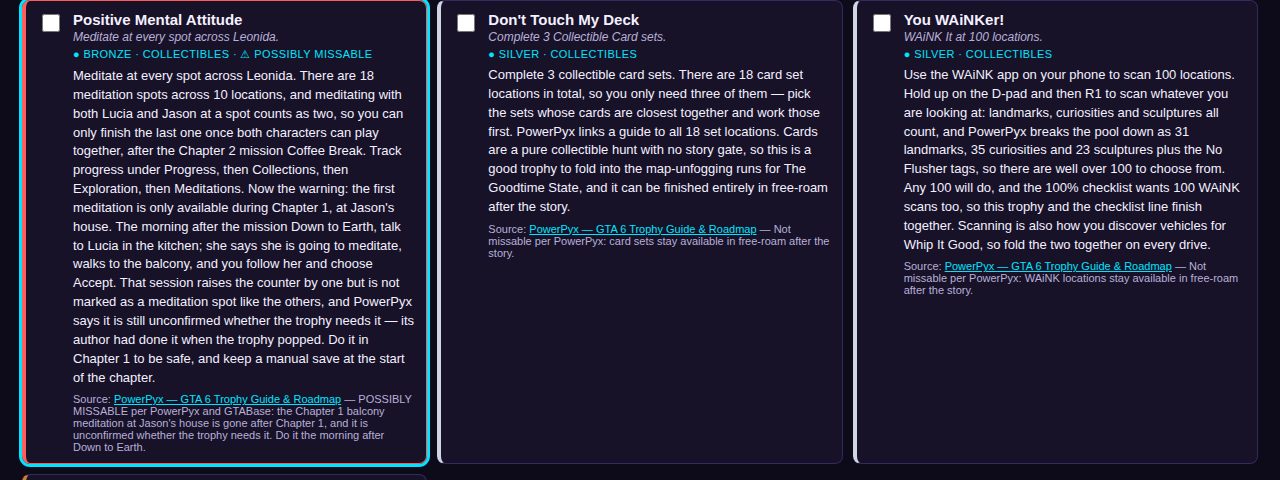 Positive Mental Attitude
Meditate at every spot across Leonida.
● BRONZE · COLLECTIBLES · ⚠ POSSIBLY MISSABLE
Meditate at every spot across Leonida. There are 18
meditation spots across 10 locations, and meditating with
both Lucia and Jason at a spot counts as two, so you can
only finish the last one once both characters can play
together, after the Chapter 2 mission Coffee Break. Track
progress under Progress, then Collections, then
Exploration, then Meditations. Now the warning: the first
meditation is only available during Chapter 1, at Jason's
house. The morning after the mission Down to Earth, talk
to Lucia in the kitchen; she says she is going to meditate,
walks to the balcony, and you follow her and choose
Accept. That session raises the counter by one but is not
marked as a meditation spot like the others, and PowerPyx
says it is still unconfirmed whether the trophy needs it — its
author had done it when the trophy popped. Do it in
Chapter 1 to be safe, and keep a manual save at the start
of the chapter.
Source: PowerPyx — GTA 6 Trophy Guide & Roadmap — POSSIBLY
MISSABLE per PowerPyx and GTABase: the Chapter 1 balcony
meditation at Jason's house is gone after Chapter 1, and it is
unconfirmed whether the trophy needs it. Do it the morning after
Down to Earth.
Don't Touch My Deck
Complete 3 Collectible Card sets.
● SILVER · COLLECTIBLES
Complete 3 collectible card sets. There are 18 card set
locations in total, so you only need three of them — pick
the sets whose cards are closest together and work those
first. PowerPyx links a guide to all 18 set locations. Cards
are a pure collectible hunt with no story gate, so this is a
good trophy to fold into the map-unfogging runs for The
Goodtime State, and it can be finished entirely in free-roam
after the story.
Source: PowerPyx — GTA 6 Trophy Guide & Roadmap — Not
missable per PowerPyx: card sets stay available in free-roam after the
story.
You WAiNKer!
WAiNK It at 100 locations.
● SILVER · COLLECTIBLES
Use the WAiNK app on your phone to scan 100 locations.
Hold up on the D-pad and then R1 to scan whatever you
are looking at: landmarks, curiosities and sculptures all
count, and PowerPyx breaks the pool down as 31
landmarks, 35 curiosities and 23 sculptures plus the No
Flusher tags, so there are well over 100 to choose from.
Any 100 will do, and the 100% checklist wants 100 WAiNK
scans too, so this trophy and the checklist line finish
together. Scanning is also how you discover vehicles for
Whip It Good, so fold the two together on every drive.
Source: PowerPyx — GTA 6 Trophy Guide & Roadmap — Not
missable per PowerPyx: WAiNK locations stay available in free-roam
after the story.